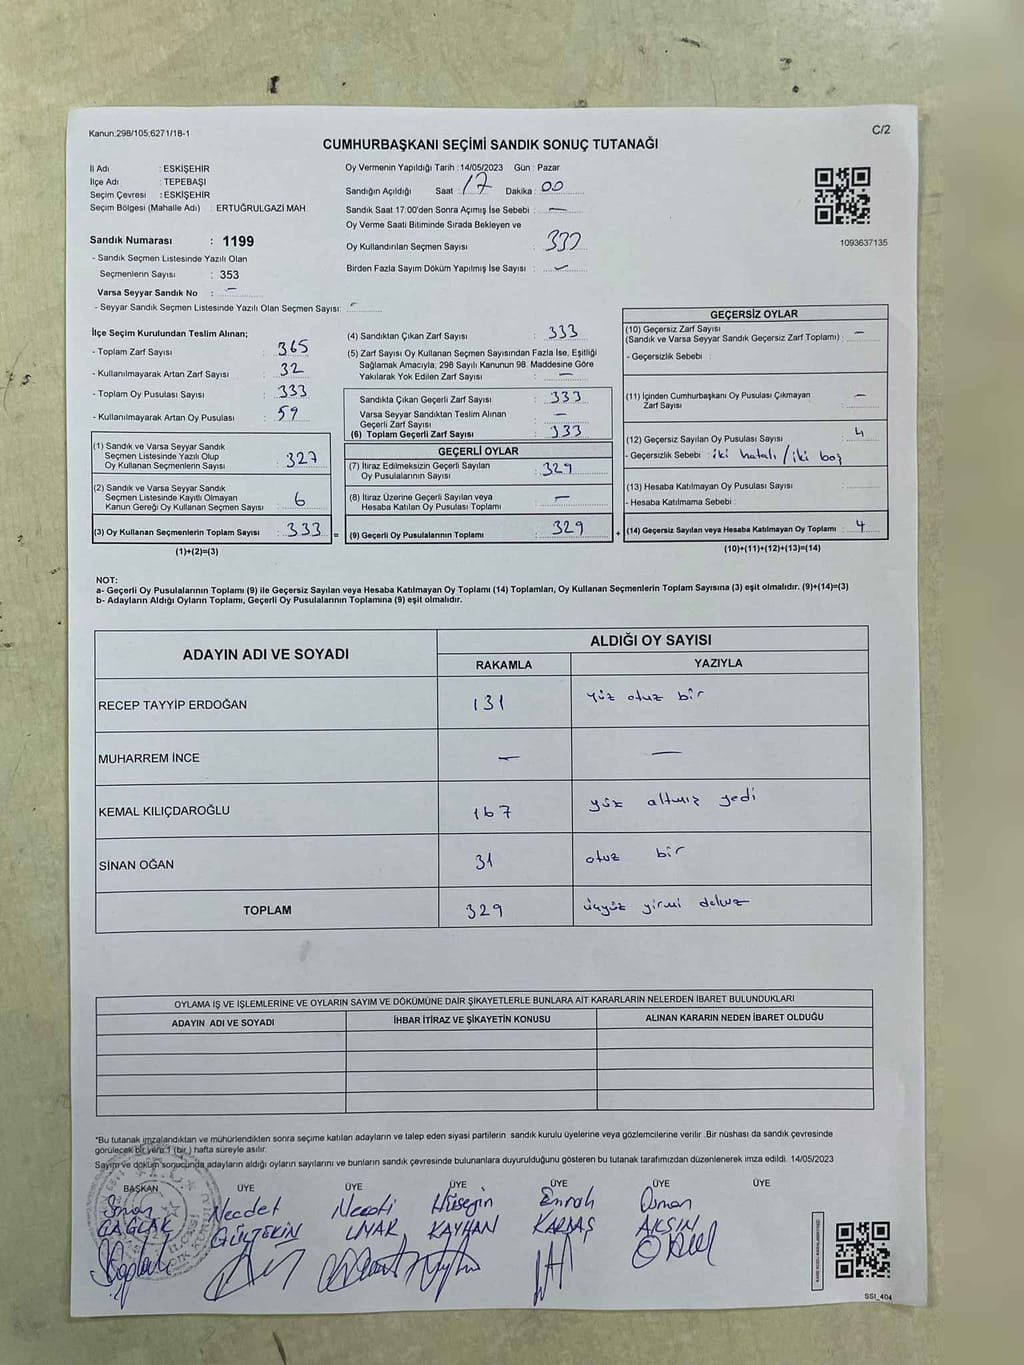 Kanun:298/105,6271/18-1
C/2
CUMHURBAŞKANI SEÇİMİ SANDIK SONUÇ TUTANAĞI
İl Adı : ESKİŞEHİR
İlçe Adı : TEPEBAŞI
Seçim Çevresi : ESKİŞEHİR
Seçim Bölgesi (Mahalle Adı) : ERTUĞRULGAZİ MAH
Sandık Numarası : 1199
- Sandık Seçmen Listesinde Yazılı Olan
Seçmenlerin Sayısı : 353
Varsa Seyyar Sandık No : -
- Seyyar Sandık Seçmen Listesinde Yazılı Olan Seçmen Sayısı: -
Oy Vermenin Yapıldığı Tarih :14/05/2023 Gün : Pazar
Sandığın Açıldığı Saat : 17 Dakika : 00
Sandık Saat 17:00'den Sonra Açımış İse Sebebi : -
Oy Verme Saati Bitiminde Sırada Bekleyen ve
Oy Kullandırılan Seçmen Sayısı :
Birden Fazla Sayım Döküm Yapılmış İse Sayısı : -
1093637135
İlçe Seçim Kurulundan Teslim Alınan;
- Toplam Zarf Sayısı : 365
- Kullanılmayarak Artan Zarf Sayısı : 32
- Toplam Oy Pusulası Sayısı : 333
- Kullanılmayarak Artan Oy Pusulası : 59
(1) Sandık ve Varsa Seyyar Sandık
Seçmen Listesinde Yazılı Olup
Oy Kullanan Seçmenlerin Sayısı : 327
(2) Sandık ve Varsa Seyyar Sandık
Seçmen Listesinde Kayıtlı Olmayan
Kanun Gereği Oy Kullanan Seçmen Sayısı : 6
(3) Oy Kullanan Seçmenlerin Toplam Sayısı : 333 =
(1)+(2)=(3)
(4) Sandıktan Çıkan Zarf Sayısı : 333
(5) Zarf Sayısı Oy Kullanan Seçmen Sayısından Fazla İse, Eşitliği
Sağlamak Amacıyla, 298 Sayılı Kanunun 98. Maddesine Göre
Yakılarak Yok Edilen Zarf Sayısı : -
Sandıkta Çıkan Geçerli Zarf Sayısı : 333
Varsa Seyyar Sandıktan Teslim Alınan
Geçerli Zarf Sayısı : -
(6) Toplam Geçerli Zarf Sayısı : 333
GEÇERLİ OYLAR
(7) İtiraz Edilmeksizin Geçerli Sayılan
Oy Pusulalarının Sayısı : 329
(8) İtiraz Üzerine Geçerli Sayılan veya
Hesaba Katılan Oy Pusulası Toplamı : -
(9) Geçerli Oy Pusulalarının Toplamı : 329 +
GEÇERSİZ OYLAR
(10) Geçersiz Zarf Sayısı
(Sandık ve Varsa Seyyar Sandık Geçersiz Zarf Toplamı) : -
- Geçersizlik Sebebi :
(11) İçinden Cumhurbaşkanı Oy Pusulası Çıkmayan
Zarf Sayısı : -
(12) Geçersiz Sayılan Oy Pusulası Sayısı : 4
- Geçersizlik Sebebi : iki hatalı / iki boş
(13) Hesaba Katılmayan Oy Pusulası Sayısı :
- Hesaba Katılmama Sebebi :
(14) Geçersiz Sayılan veya Hesaba Katılmayan Oy Toplamı : 4
(10)+(11)+(12)+(13)=(14)
NOT:
a- Geçerli Oy Pusulalarının Toplamı (9) ile Geçersiz Sayılan veya Hesaba Katılmayan Oy Toplamı (14) Toplamları, Oy Kullanan Seçmenlerin Toplam Sayısına (3) eşit olmalıdır. (9)+(14)=(3)
b- Adayların Aldığı Oyların Toplamı, Geçerli Oy Pusulalarının Toplamına (9) eşit olmalıdır.
ADAYIN ADI VE SOYADI
ALDIĞI OY SAYISI
RAKAMLA YAZIYLA
RECEP TAYYİP ERDOĞAN 131 yüz otuz bir
MUHARREM İNCE - -
KEMAL KILIÇDAROĞLU 167 yüz altmış yedi
SİNAN OĞAN 31 otuz bir
TOPLAM 329 üçyüz yirmi dokuz
OYLAMA İŞ VE İŞLEMLERİNE VE OYLARIN SAYIM VE DÖKÜMÜNE DAİR ŞİKAYETLERLE BUNLARA AİT KARARLARIN NELERDEN İBARET BULUNDUKLARI
ADAYIN ADI VE SOYADI İHBAR İTİRAZ VE ŞİKAYETİN KONUSU ALINAN KARARIN NEDEN İBARET OLDUĞU
*Bu tutanak imzalandıktan ve mühürlendikten sonra seçime katılan adayların ve talep eden siyasi partilerin sandık kurulu üyelerine veya gözlemcilerine verilir .Bir nüshası da sandık çevresinde
görülecek bir yere 1 (bir ) hafta süreyle asılır.
Sayım ve döküm sonucunda adayların aldığı oyların sayılarını ve bunların sandık çevresinde bulunanlara duyurulduğunu gösteren bu tutanak tarafımızdan düzenlenerek imza edildi. 14/05/2023
BAŞKAN ÜYE ÜYE ÜYE ÜYE ÜYE ÜYE
Necdet Necati Hüseyin Emrah Osman
ÇAĞLAK GÜLTEKİN KAYHAN KARDAŞ AKSIN
SSI_404